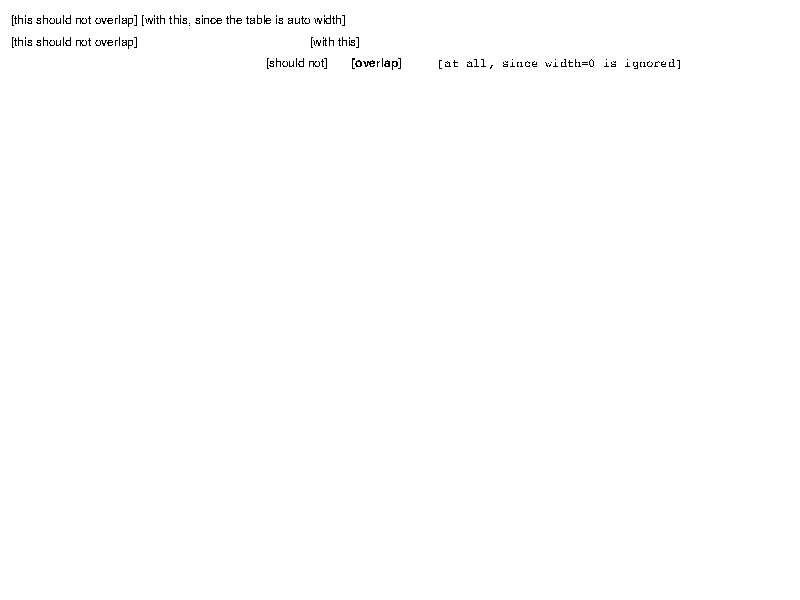 [this should not overlap] [with this, since the table is auto width]
[this should not overlap] [with this]
[should not] [overlap] [at all, since width=0 is ignored]